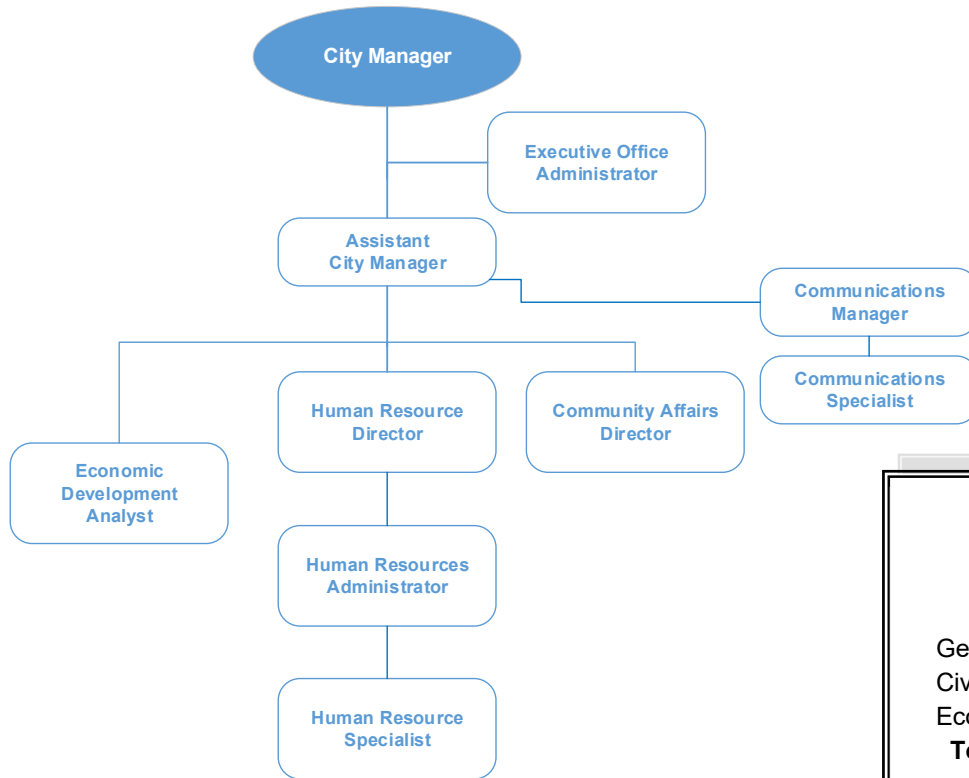 City Manager
Executive Office
Administrator
Assistant
City Manager
Communications
Manager
Communications
Specialist
Human Resource
Director
Community Affairs
Director
Economic
Development
Analyst
Human Resources
Administrator
Human Resource
Specialist